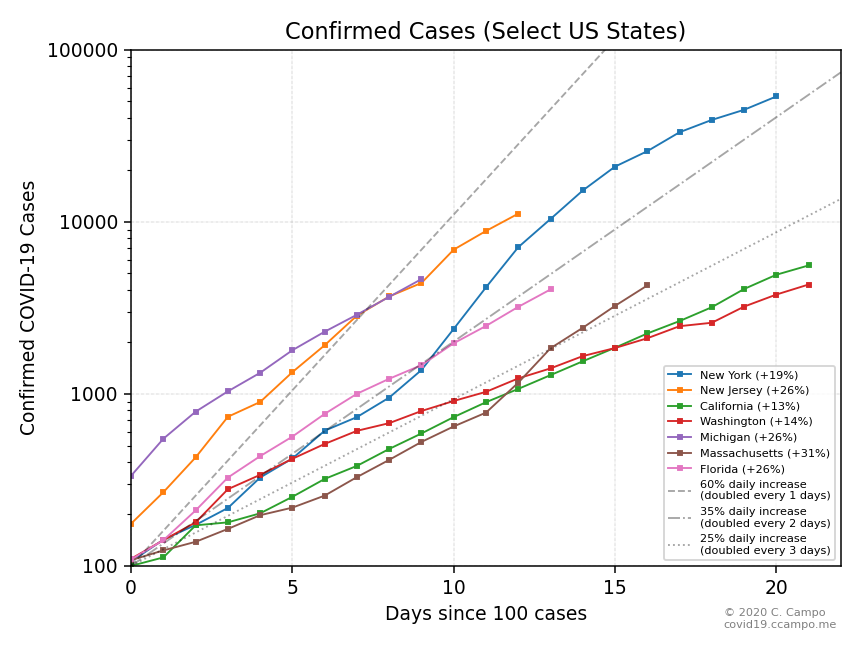 Confirmed Cases (Select US States)
Confirmed COVID-19 Cases
100000
10000
1000
100
0
5
10
15
20
Days since 100 cases
New York (+19%)
New Jersey (+26%)
California (+13%)
Washington (+14%)
Michigan (+26%)
Massachusetts (+31%)
Florida (+26%)
60% daily increase
(doubled every 1 days)
35% daily increase
(doubled every 2 days)
25% daily increase
(doubled every 3 days)
© 2020 C. Campo
covid19.ccampo.me